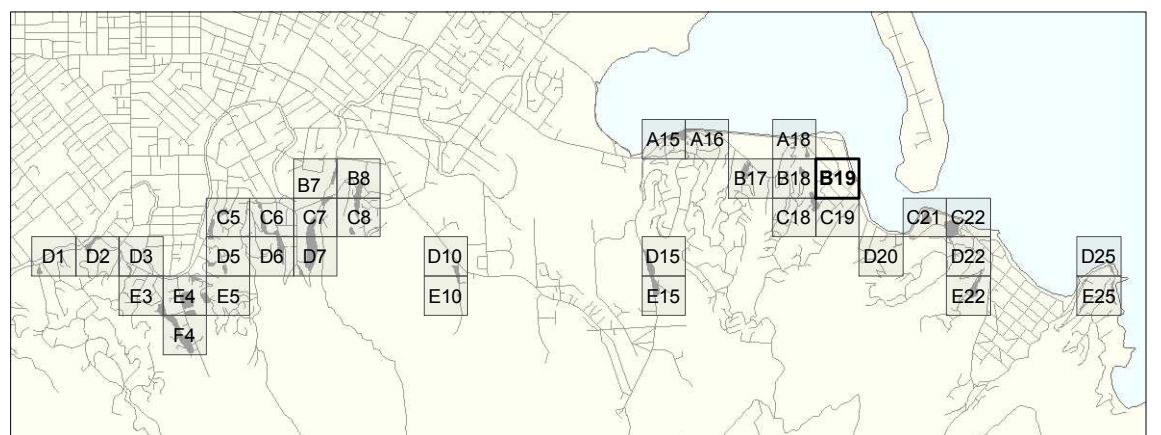 A15 A16 A18
B7 B8 B17 B18 B19
C5 C6 C7 C8 C18 C19 C21 C22
D1 D2 D3 D5 D6 D7 D10 D15 D20 D22 D25
E3 E4 E5 E10 E15 E22 E25
F4